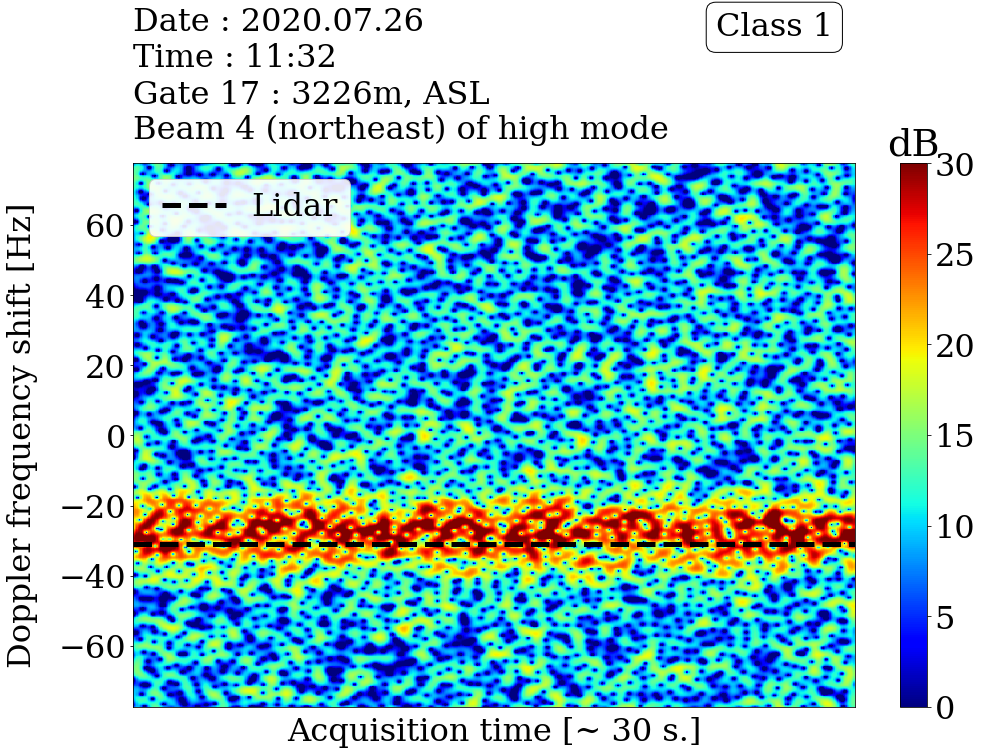 Date : 2020.07.26
Time : 11:32
Gate 17 : 3226m, ASL
Beam 4 (northeast) of high mode
Class 1
dB
Lidar
Doppler frequency shift [Hz]
60
40
20
0
−20
−40
−60
Acquisition time [~ 30 s.]
30
25
20
15
10
5
0